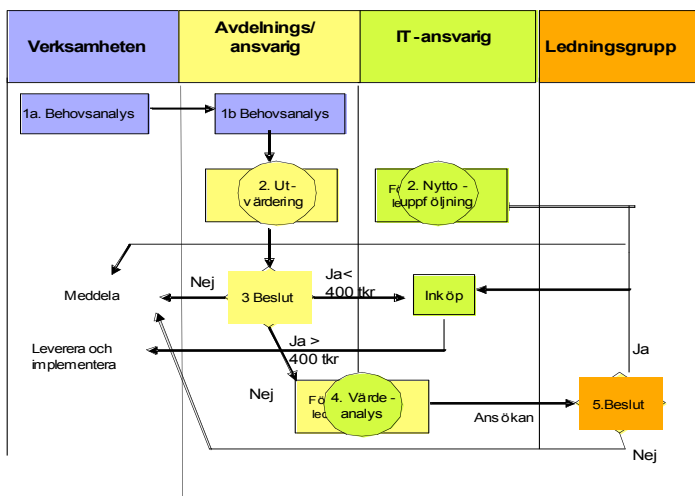 Verksamheten
Avdelnings/
ansvarig
IT-ansvarig
Ledningsgrupp
1a. Behovsanalys
1b Behovsanalys
2. Ut-
värdering
2. Nytto -
uppföljning
Nej
Ja<
400 tkr
Meddela
3.Beslut
Inköp
Leverera och
implementera
Ja >
400 tkr
Ja
Nej
4. Värde -
analys
Ansökan
5.Beslut
Nej